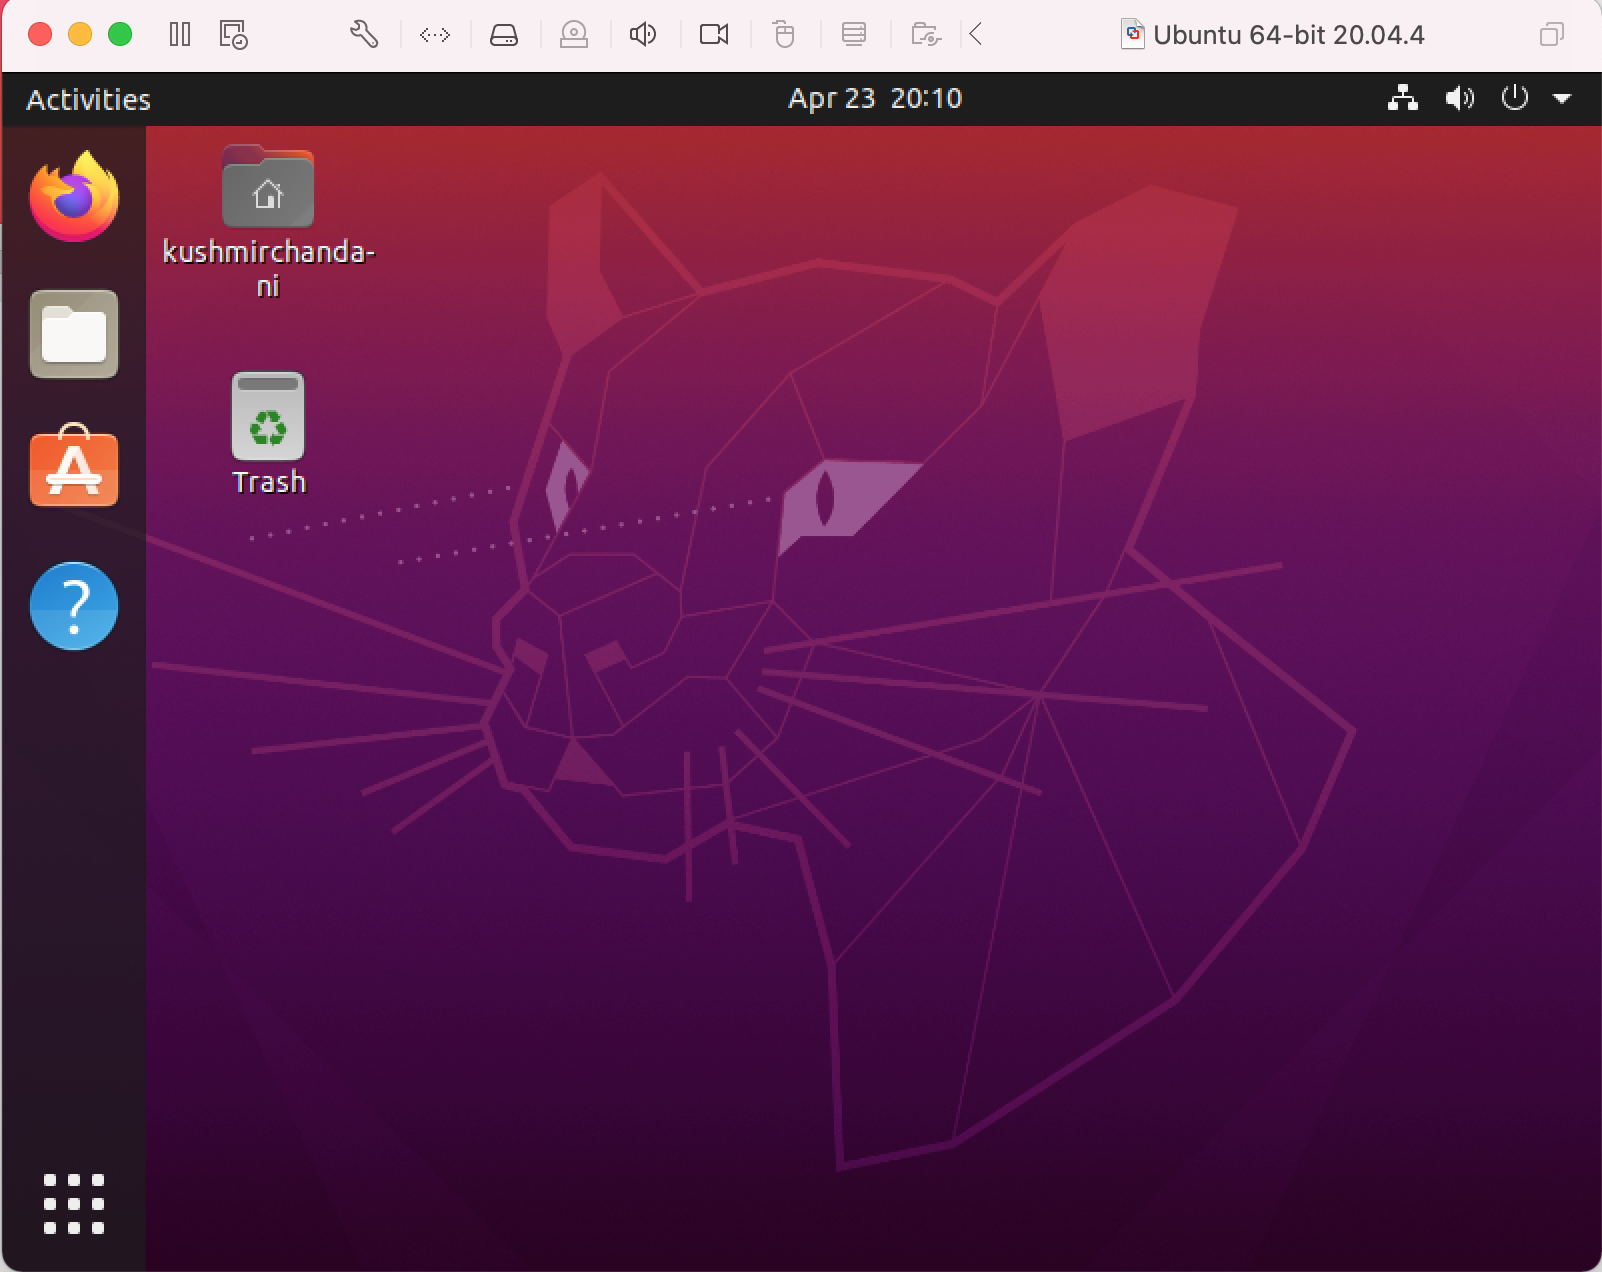 Ubuntu 64-bit 20.04.4
Activities
Apr 23 20:10
kushmirchanda-
ni
Trash